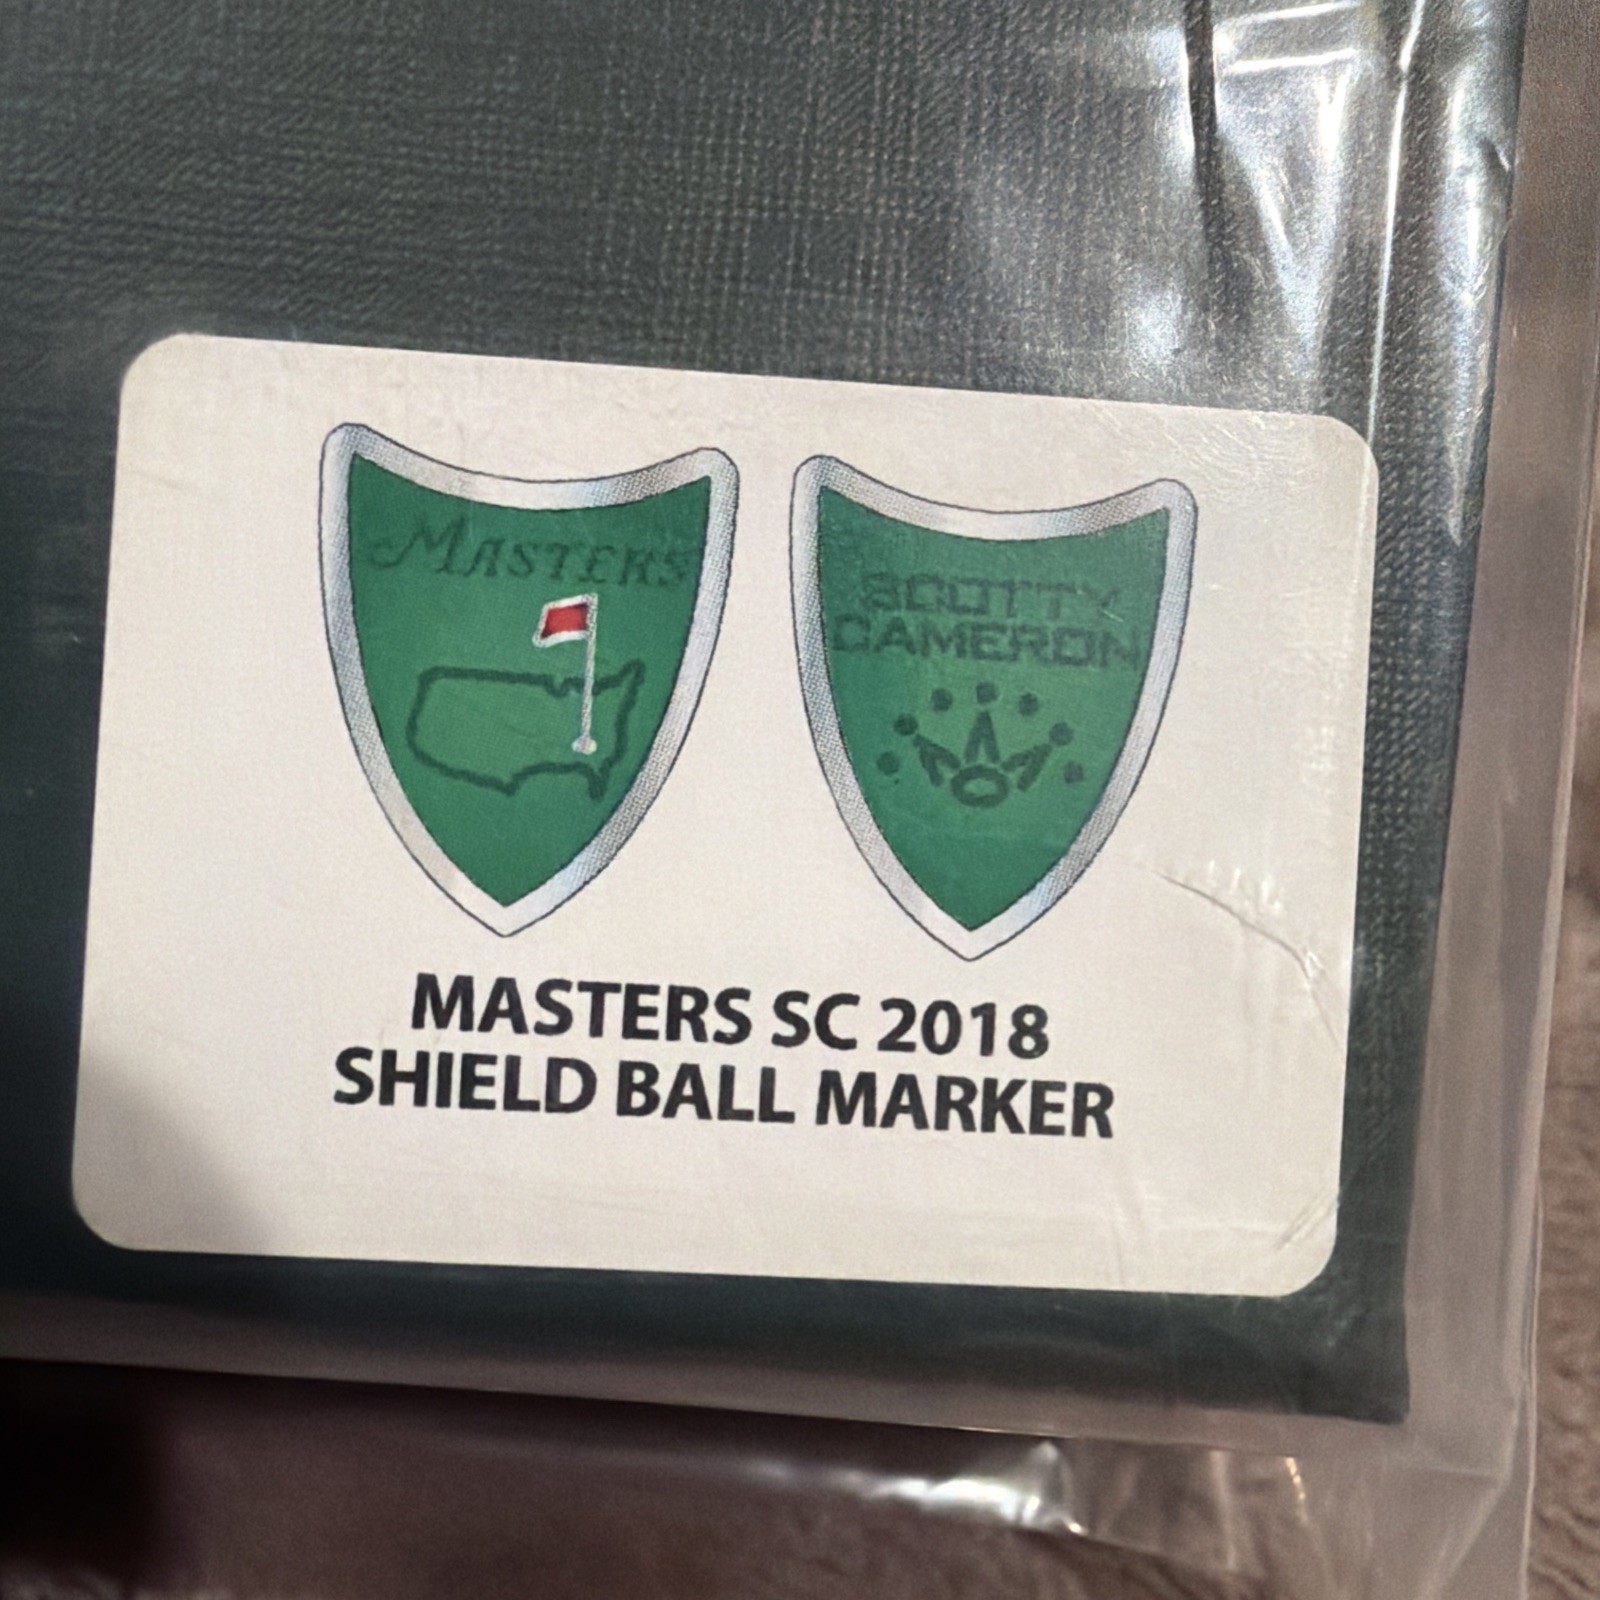 MASTERS
SCOTTY
CAMERON
MASTERS SC 2018
SHIELD BALL MARKER